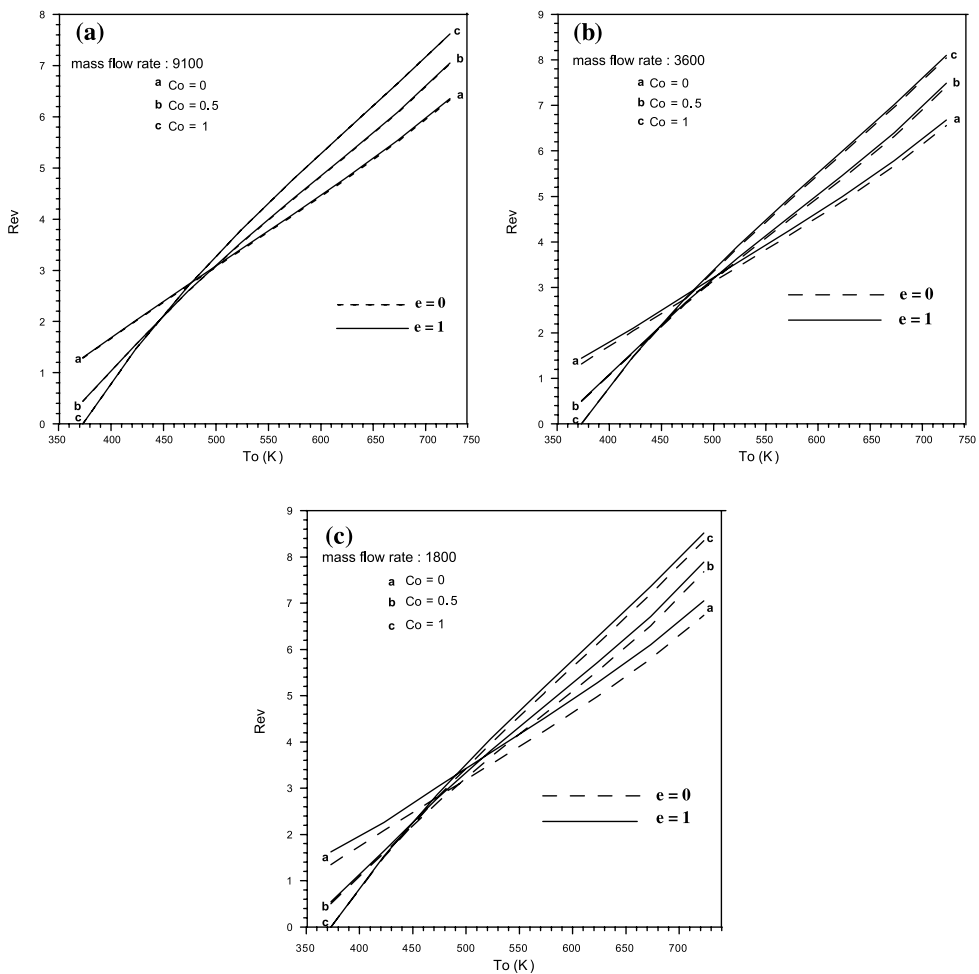 (a)
mass flow rate : 9100
a Co = 0
b Co = 0.5
c Co = 1
8
7
6
5
4
3
2
1
0
Rev
c
b
a
a
b
c
e = 0
e = 1
350 400 450 500 550 600 650 700 750
To (K)
(b)
mass flow rate : 3600
a Co = 0
b Co = 0.5
c Co = 1
9
8
7
6
5
4
3
2
1
0
Rev
c
b
a
a
b
c
e = 0
e = 1
350 400 450 500 550 600 650 700 750
To (K)
(c)
mass flow rate : 1800
a Co = 0
b Co = 0.5
c Co = 1
9
8
7
6
5
4
3
2
1
0
Rev
c
b
a
a
b
c
e = 0
e = 1
350 400 450 500 550 600 650 700
To (K)